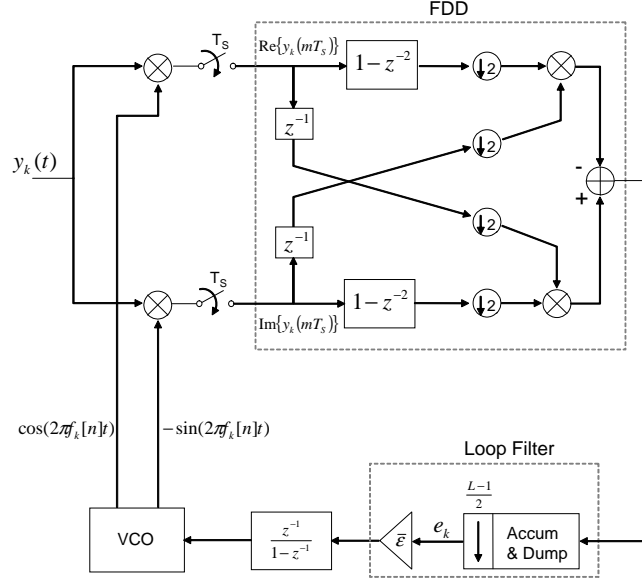 FDD
T_S
Re{y_k(mT_S)}
1−z^{−2}
↓2
z^{−1}
↓2
y_k(t)
-
+
↓2
z^{−1}
T_S
Im{y_k(mT_S)}
1−z^{−2}
↓2
cos(2πf_k[n]t)
−sin(2πf_k[n]t)
Loop Filter
L−1
2
VCO
z^{−1}
1−z^{−1}
ε̄
e_k
Accum
& Dump